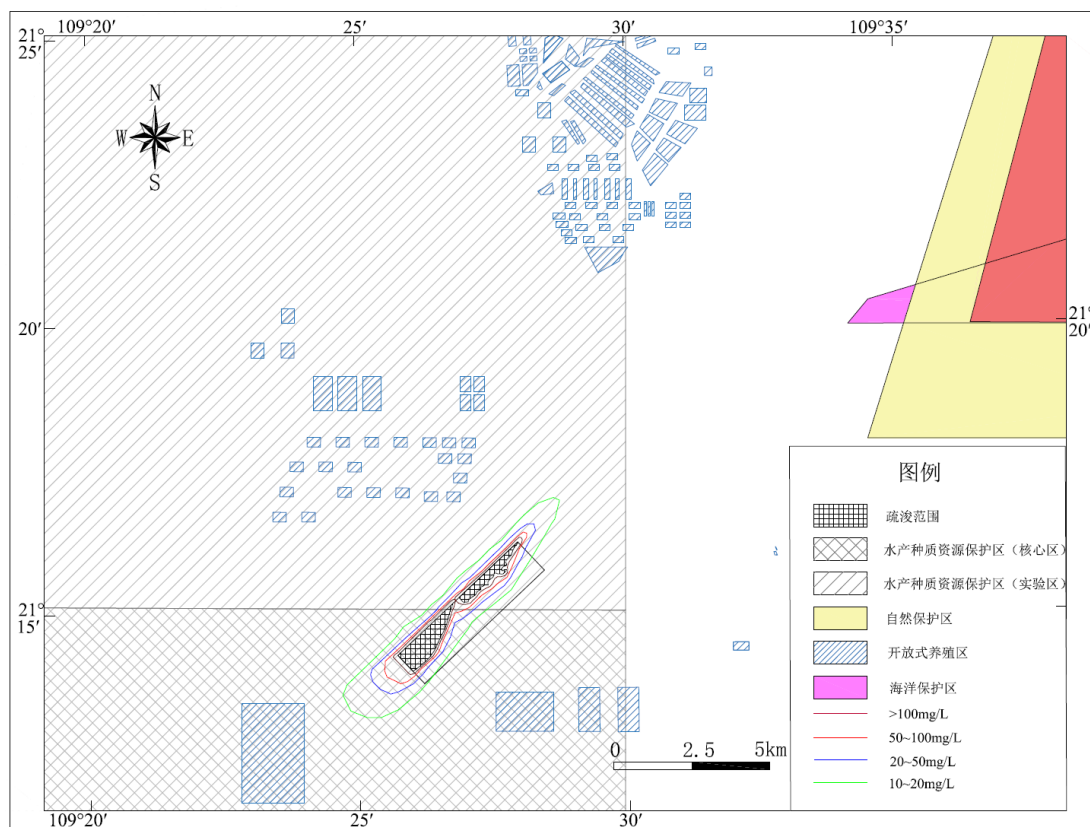 109°20′ 25′ 30′ 109°35′
21°
25′
N
W E
S
20′
21°
20′
图例
疏浚范围
水产种质资源保护区（核心区）
水产种质资源保护区（实验区）
21°
15′
自然保护区
开放式养殖区
海洋保护区
>100mg/L
50~100mg/L
20~50mg/L
10~20mg/L
0 2.5 5km
109°20′ 25′ 30′